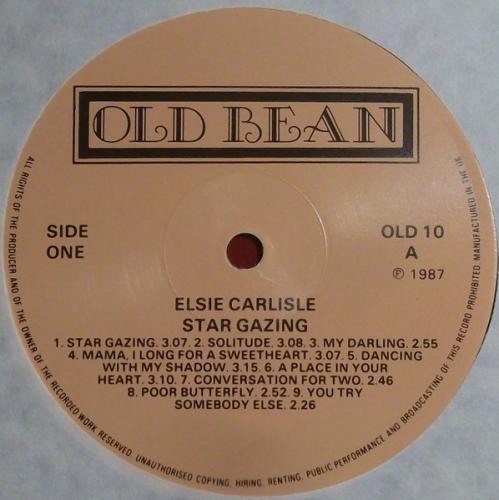 OLD BEAN
SIDE
ONE
OLD 10
A
℗ 1987
ELSIE CARLISLE
STAR GAZING
1. STAR GAZING. 3.07. 2. SOLITUDE. 3.08. 3. MY DARLING. 2.55
4. MAMA, I LONG FOR A SWEETHEART. 3.07. 5. DANCING
WITH MY SHADOW. 3.15. 6. A PLACE IN YOUR
HEART. 3.10. 7. CONVERSATION FOR TWO. 2.46
8. POOR BUTTERFLY. 2.52. 9. YOU TRY
SOMEBODY ELSE. 2.26
ALL RIGHTS OF THE PRODUCER AND OF THE OWNER OF THE RECORDED WORK RESERVED. UNAUTHORISED COPYING, HIRING, RENTING, PUBLIC PERFORMANCE AND BROADCASTING OF THIS RECORD PROHIBITED. MANUFACTURED IN THE UK.